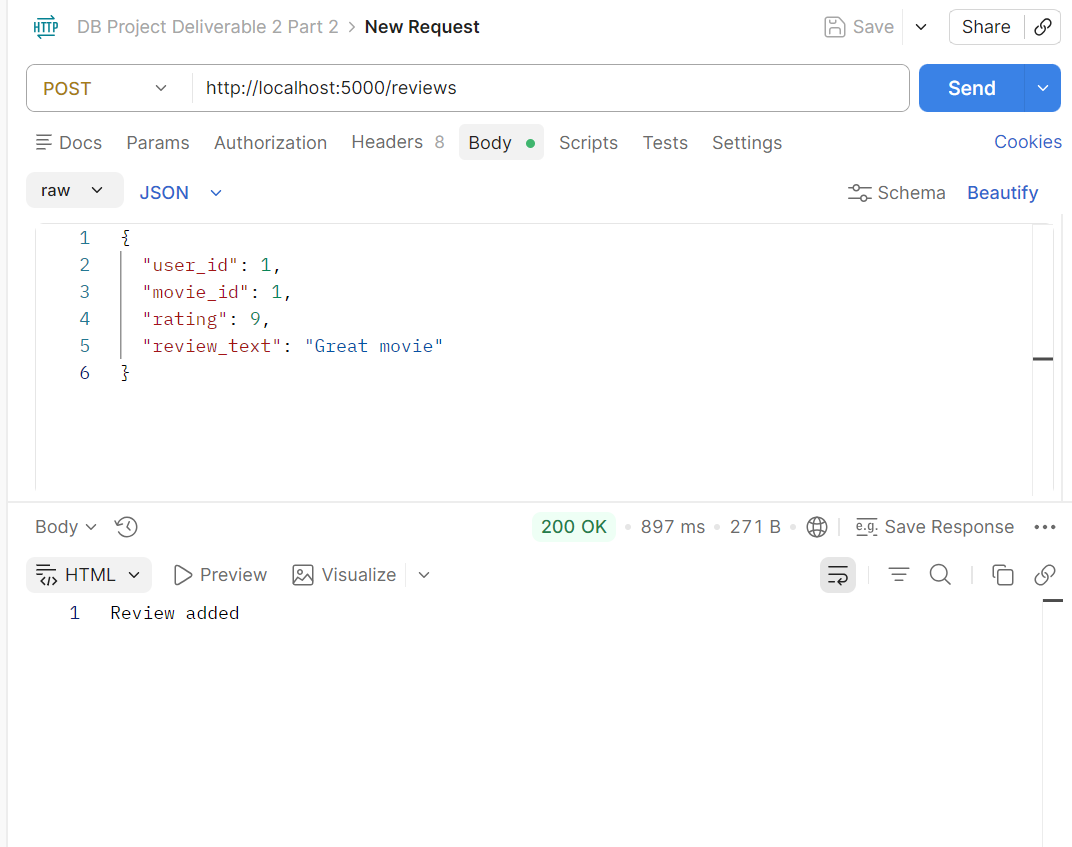 HTTP DB Project Deliverable 2 Part 2 > New Request Save Share
POST http://localhost:5000/reviews Send
Docs Params Authorization Headers 8 Body Scripts Tests Settings Cookies
raw JSON Schema Beautify
1 {
2 "user_id": 1,
3 "movie_id": 1,
4 "rating": 9,
5 "review_text": "Great movie"
6 }
Body 200 OK • 897 ms • 271 B • e.g. Save Response
HTML Preview Visualize
1 Review added